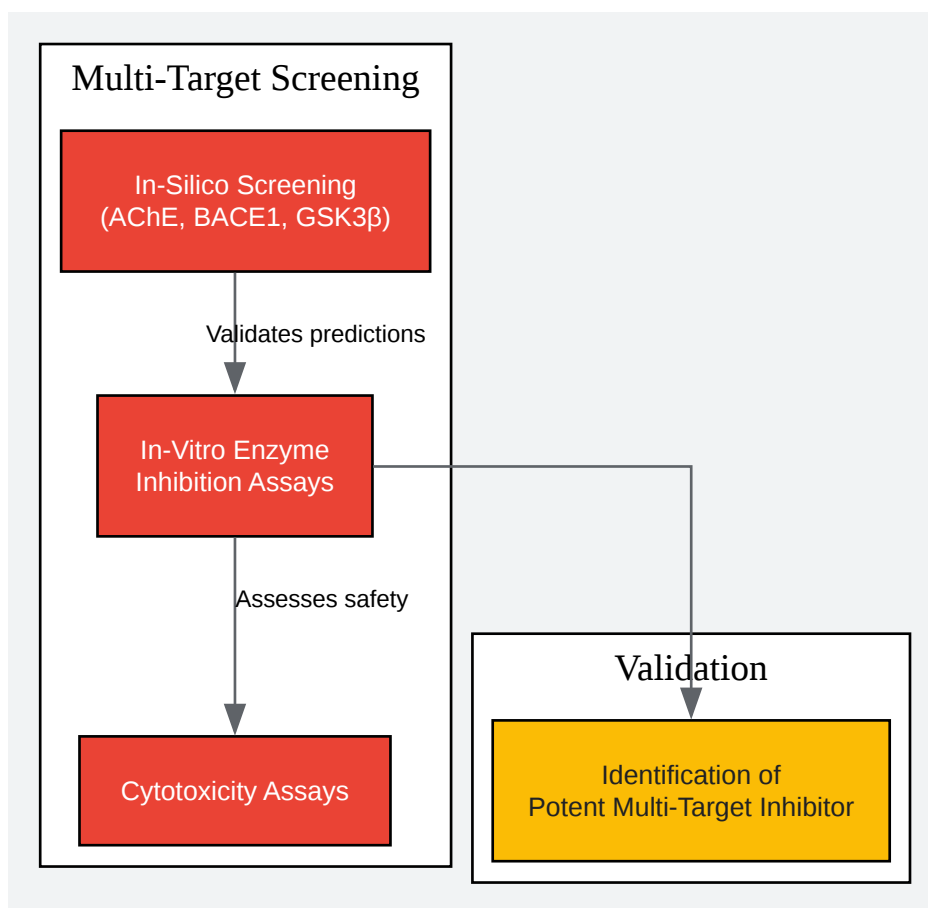 Multi-Target Screening
In-Silico Screening
(AChE, BACE1, GSK3β)
Validates predictions
In-Vitro Enzyme
Inhibition Assays
Assesses safety
Cytotoxicity Assays
Validation
Identification of
Potent Multi-Target Inhibitor